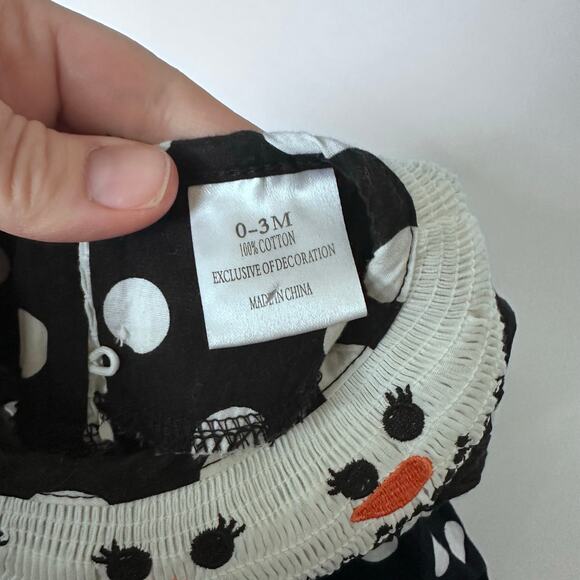 0-3M
100% COTTON
EXCLUSIVE OF DECORATION
MADE IN CHINA